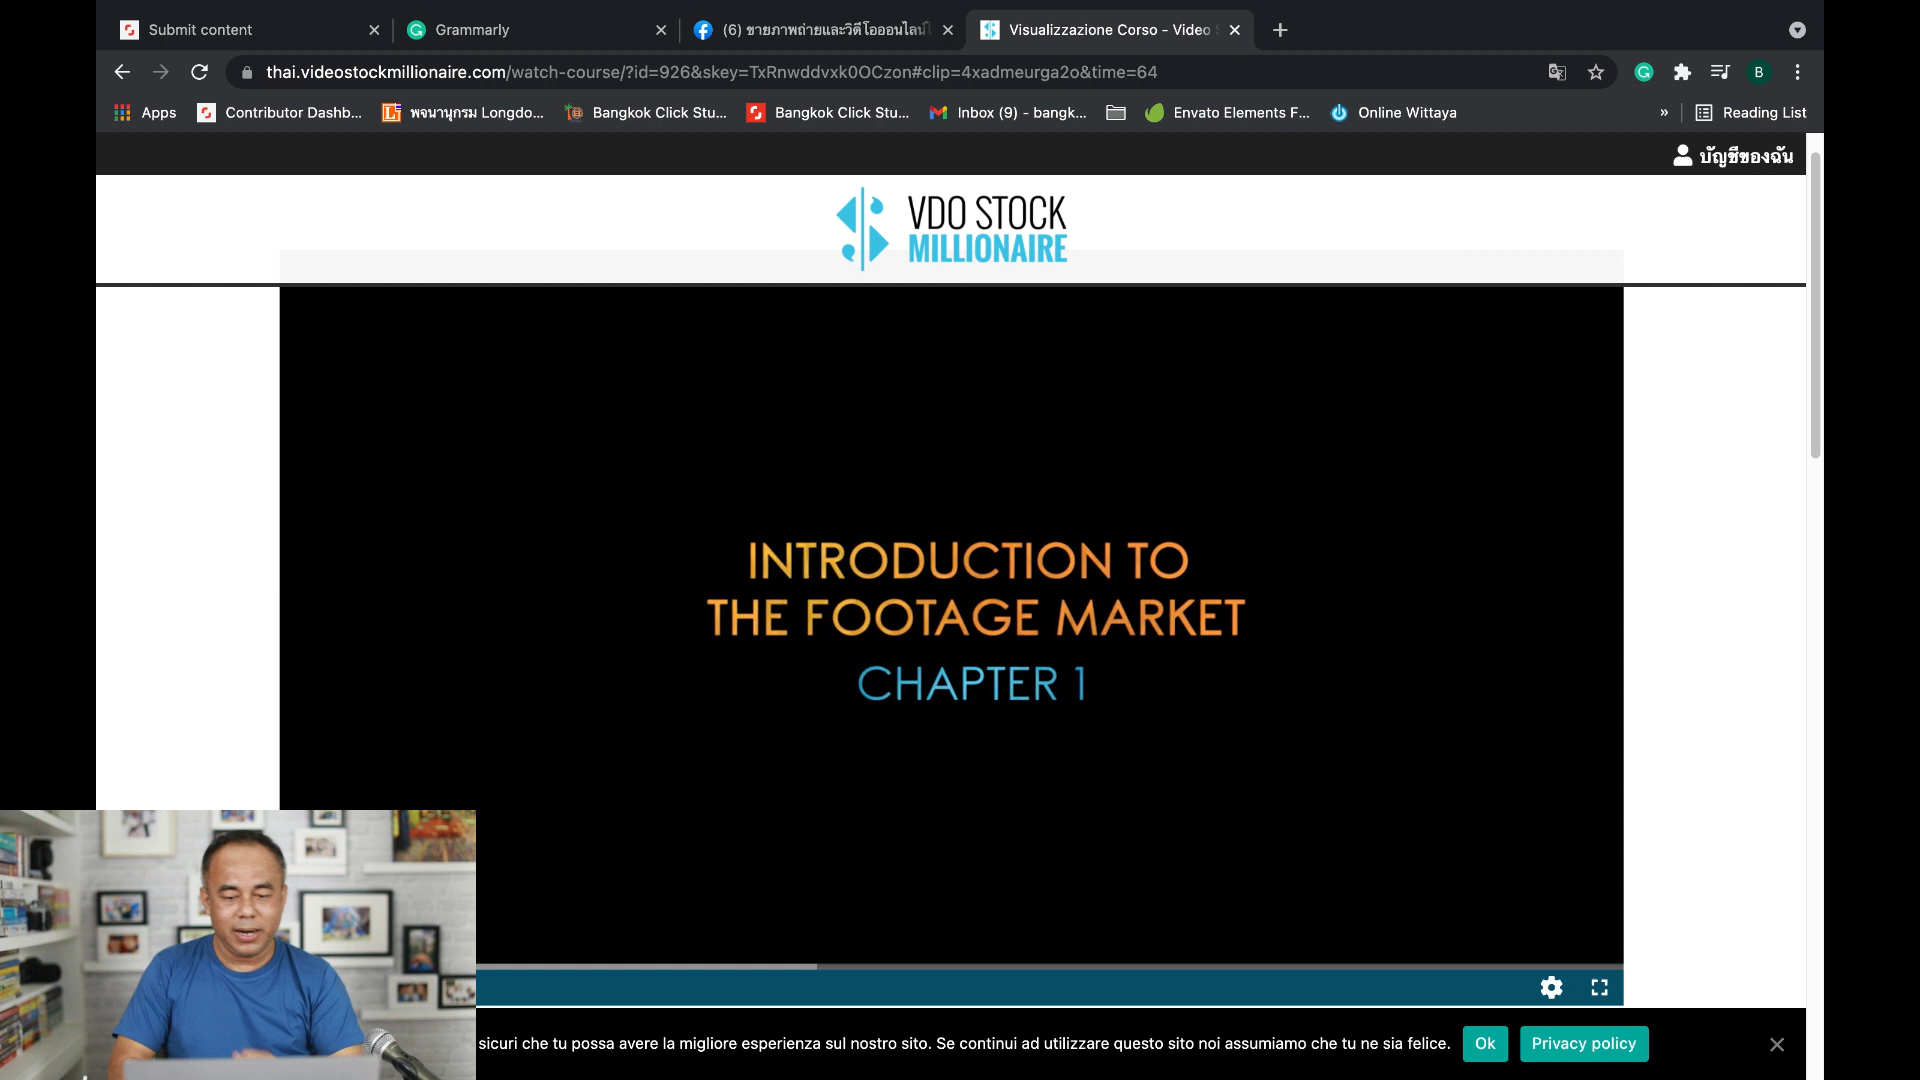 Submit content
Grammarly
(6) ขายภาพถ่ายและวิดีโอออนไลน์
Visualizzazione Corso - Video
thai.videostockmillionaire.com/watch-course/?id=926&skey=TxRnwddvxk0OCzon#clip=4xadmeurga2o&time=64
B
Apps
Contributor Dashb...
พจนานุกรม Longdo...
Bangkok Click Stu...
Bangkok Click Stu...
Inbox (9) - bangk...
Envato Elements F...
Online Wittaya
»
Reading List
บัญชีของฉัน
VDO STOCK
MILLIONAIRE
INTRODUCTION TO
THE FOOTAGE MARKET
CHAPTER 1
sicuri che tu possa avere la migliore esperienza sul nostro sito. Se continui ad utilizzare questo sito noi assumiamo che tu ne sia felice.
Ok
Privacy policy